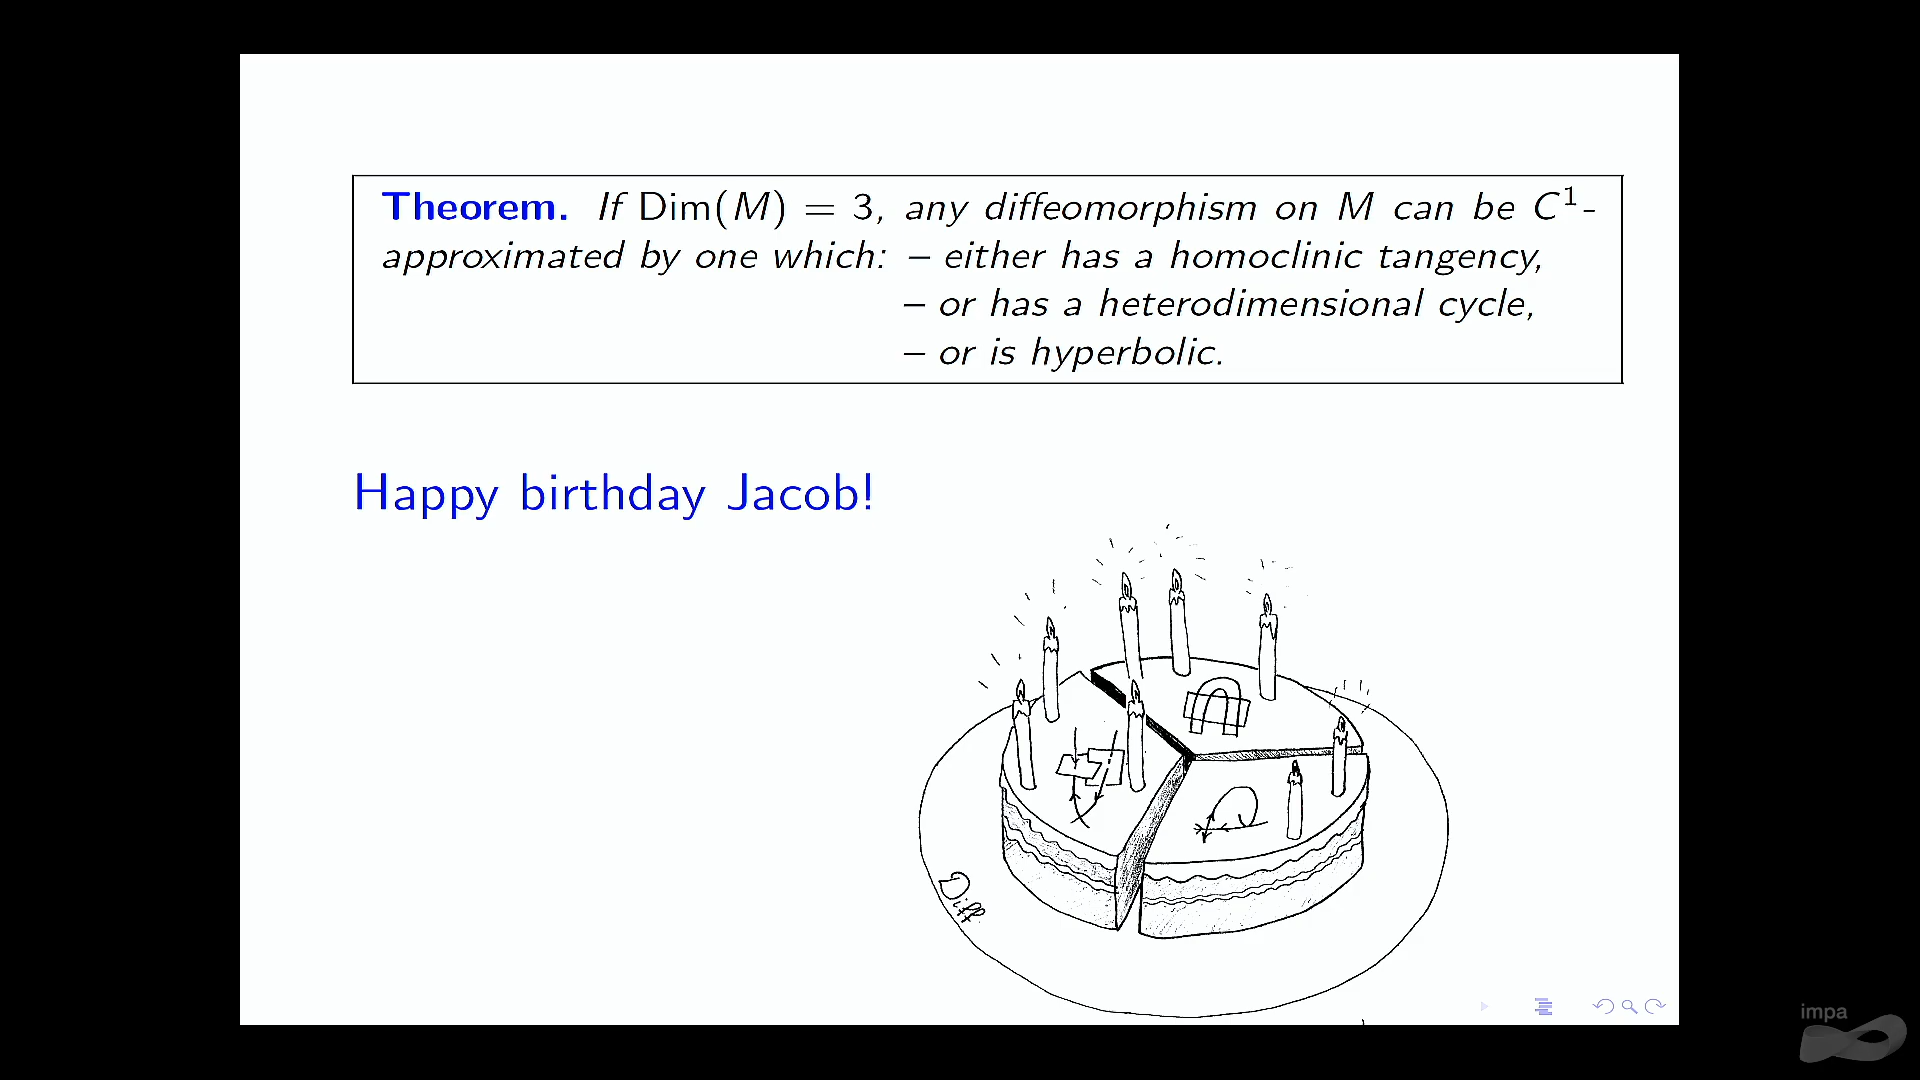 Theorem. If Dim(M) = 3, any diffeomorphism on M can be C¹-
approximated by one which: – either has a homoclinic tangency,
– or has a heterodimensional cycle,
– or is hyperbolic.
Happy birthday Jacob!
Diff
impa